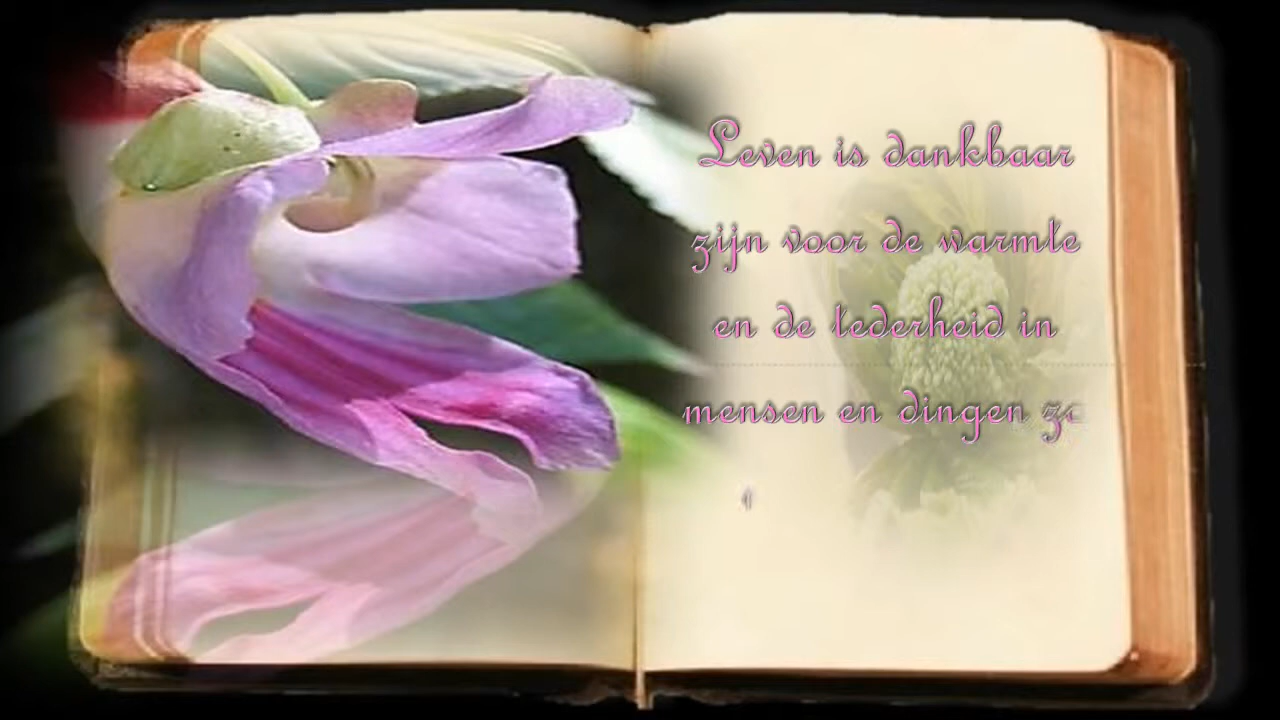 Leven is dankbaar
zijn voor de warmte
en de tederheid in
mensen en dingen